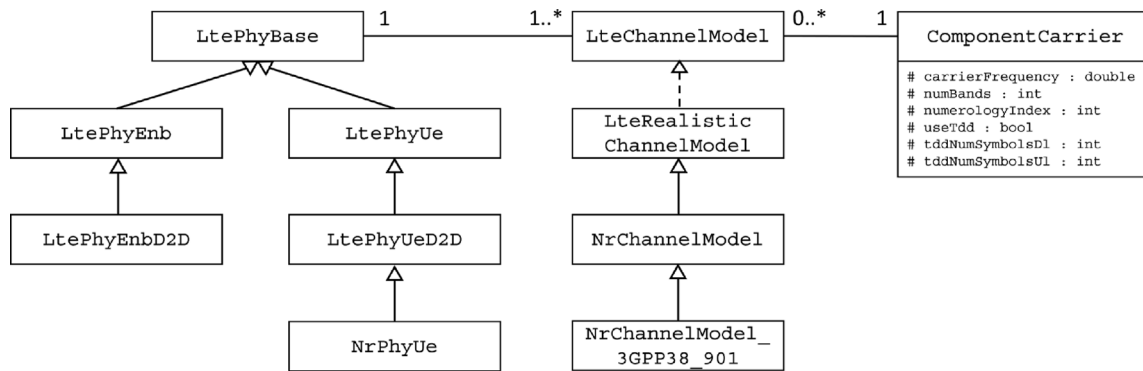 LtePhyBase
1
1..*
LteChannelModel
0..*
1
ComponentCarrier
# carrierFrequency : double
# numBands : int
# numerologyIndex : int
# useTdd : bool
# tddNumSymbolsDl : int
# tddNumSymbolsUl : int
LtePhyEnb
LtePhyUe
LteRealistic
ChannelModel
LtePhyEnbD2D
LtePhyUeD2D
NrChannelModel
NrPhyUe
NrChannelModel_
3GPP38_901